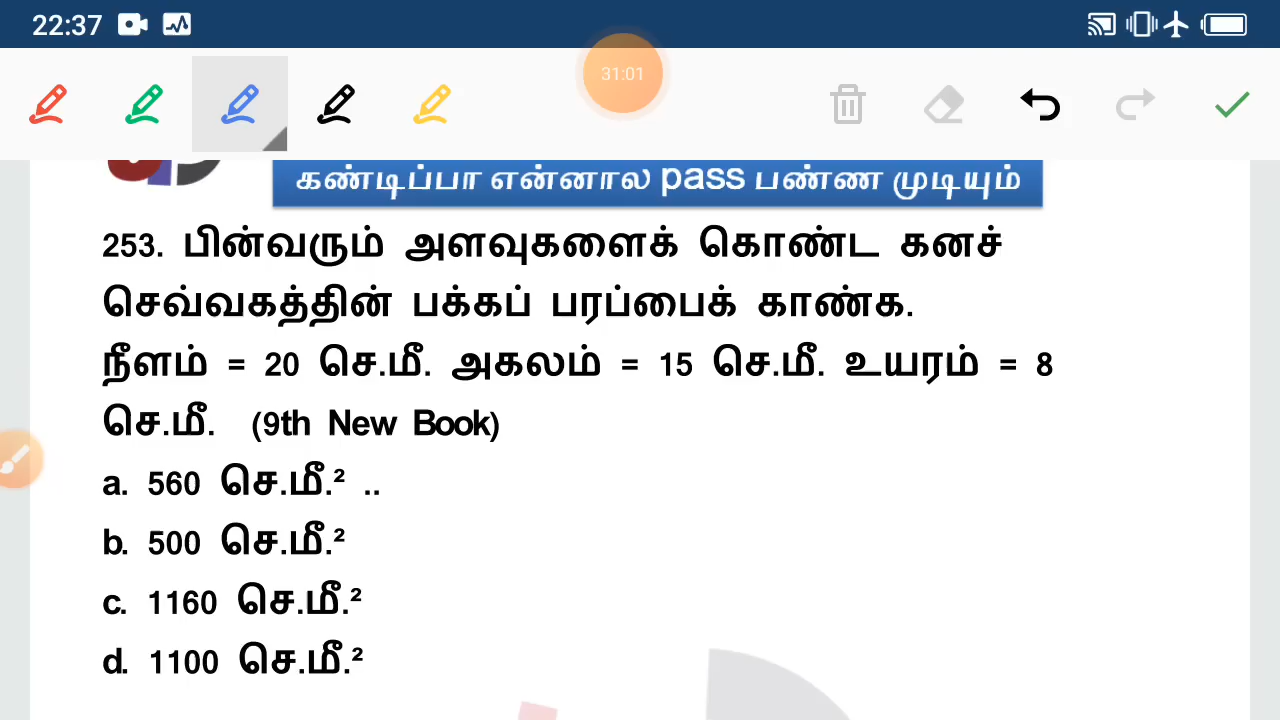 22:37
31:01
கண்டிப்பா என்னால pass பண்ண முடியும்
253. பின்வரும் அளவுகளைக் கொண்ட கனச்
செவ்வகத்தின் பக்கப் பரப்பைக் காண்க.
நீளம் = 20 செ.மீ. அகலம் = 15 செ.மீ. உயரம் = 8
செ.மீ. (9th New Book)
a. 560 செ.மீ.² ..
b. 500 செ.மீ.²
c. 1160 செ.மீ.²
d. 1100 செ.மீ.²